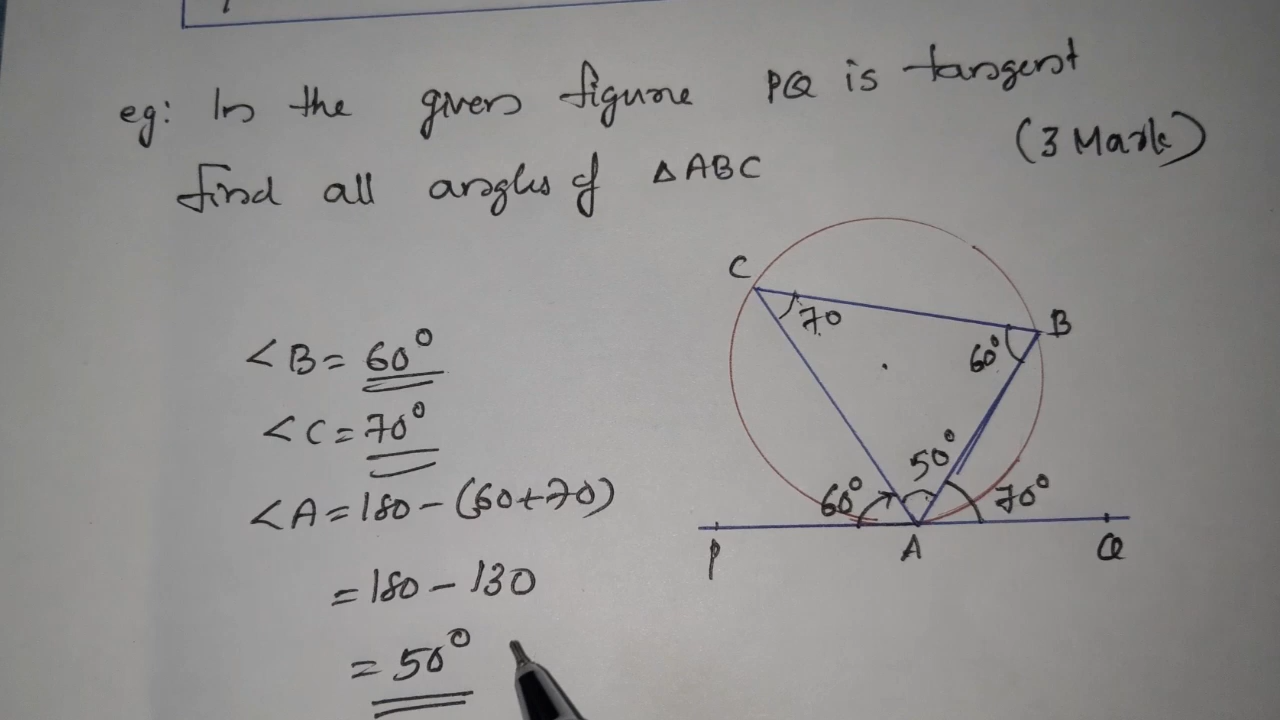 eg: In the given figure PQ is tangent
(3 Mark)
find all angles of △ABC
C
70
B
60°
∠B = 60°
∠C = 70°
50°
∠A = 180 - (60+70)
60°
70°
P
A
Q
= 180 - 130
= 50°